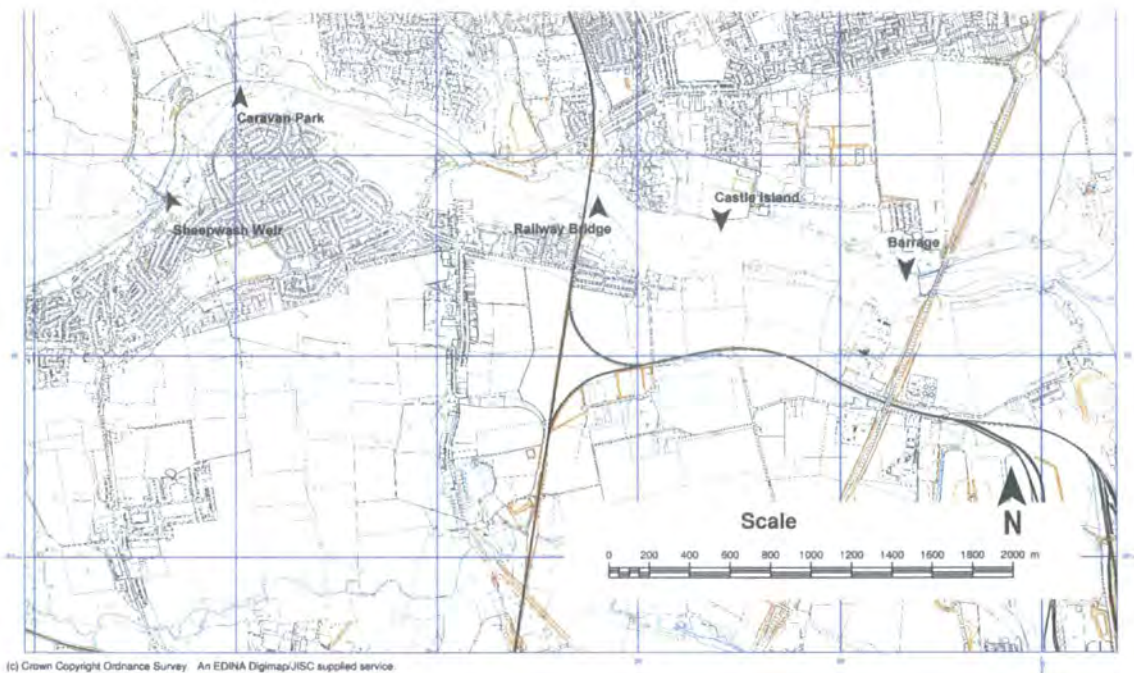 Caravan Park
Castle Island
Sheepwash Weir
Railway Bridge
Barrage
N
Scale
0 200 400 600 800 1000 1200 1400 1600 1800 2000 m
(c) Crown Copyright Ordnance Survey. An EDINA Digimap/JISC supplied service.